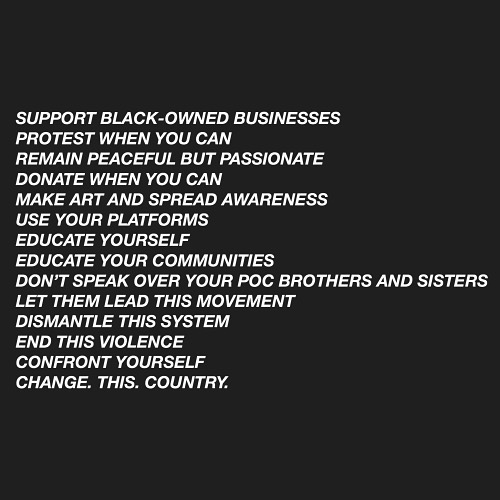 SUPPORT BLACK-OWNED BUSINESSES
PROTEST WHEN YOU CAN
REMAIN PEACEFUL BUT PASSIONATE
DONATE WHEN YOU CAN
MAKE ART AND SPREAD AWARENESS
USE YOUR PLATFORMS
EDUCATE YOURSELF
EDUCATE YOUR COMMUNITIES
DON'T SPEAK OVER YOUR POC BROTHERS AND SISTERS
LET THEM LEAD THIS MOVEMENT
DISMANTLE THIS SYSTEM
END THIS VIOLENCE
CONFRONT YOURSELF
CHANGE. THIS. COUNTRY.